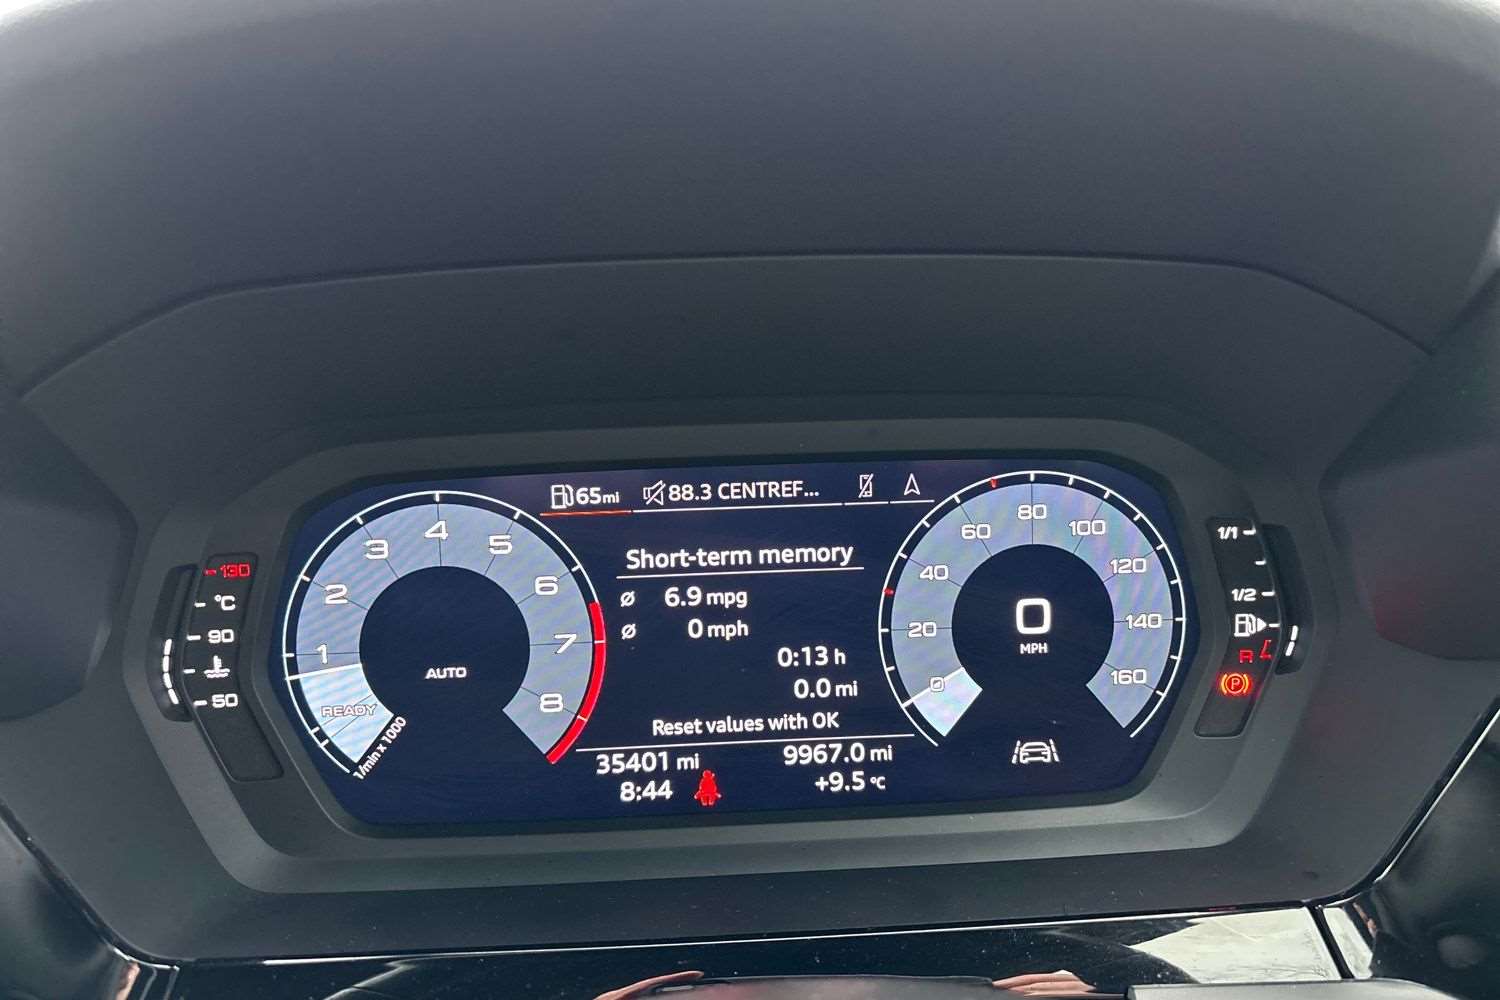 65mi
88.3 CENTREF...
Short-term memory
Ø 6.9 mpg
Ø 0 mph
0:13 h
0.0 mi
Reset values with OK
35401 mi
9967.0 mi
8:44
+9.5 °C
1
2
3
4
5
6
7
8
READY
1/min x 1000
AUTO
0
20
40
60
80
100
120
140
160
0
MPH
130
°C
90
50
1/1
1/2
R
P